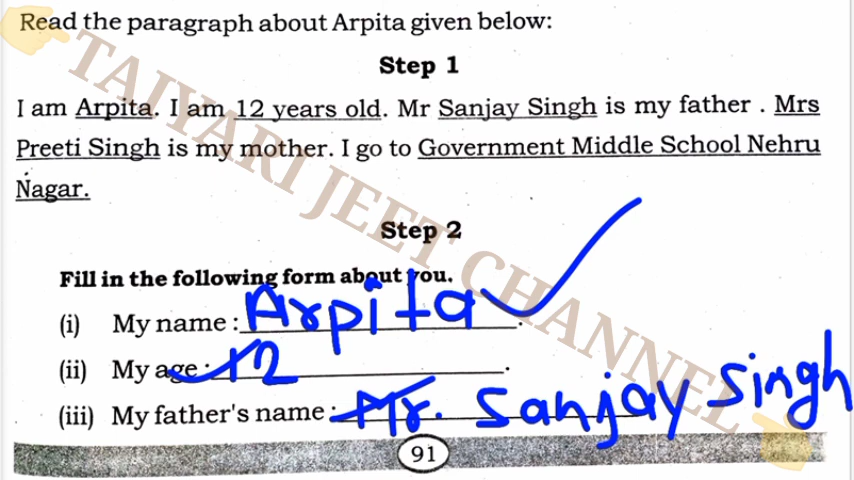 Read the paragraph about Arpita given below:
Step 1
I am Arpita. I am 12 years old. Mr Sanjay Singh is my father . Mrs
Preeti Singh is my mother. I go to Government Middle School Nehru
Nagar.
Step 2
Fill in the following form about you.
(i) My name : Arpita
(ii) My age : 12
(iii) My father's name : Mr. Sanjay Singh
91
TAIYARI JEET CHANNEL